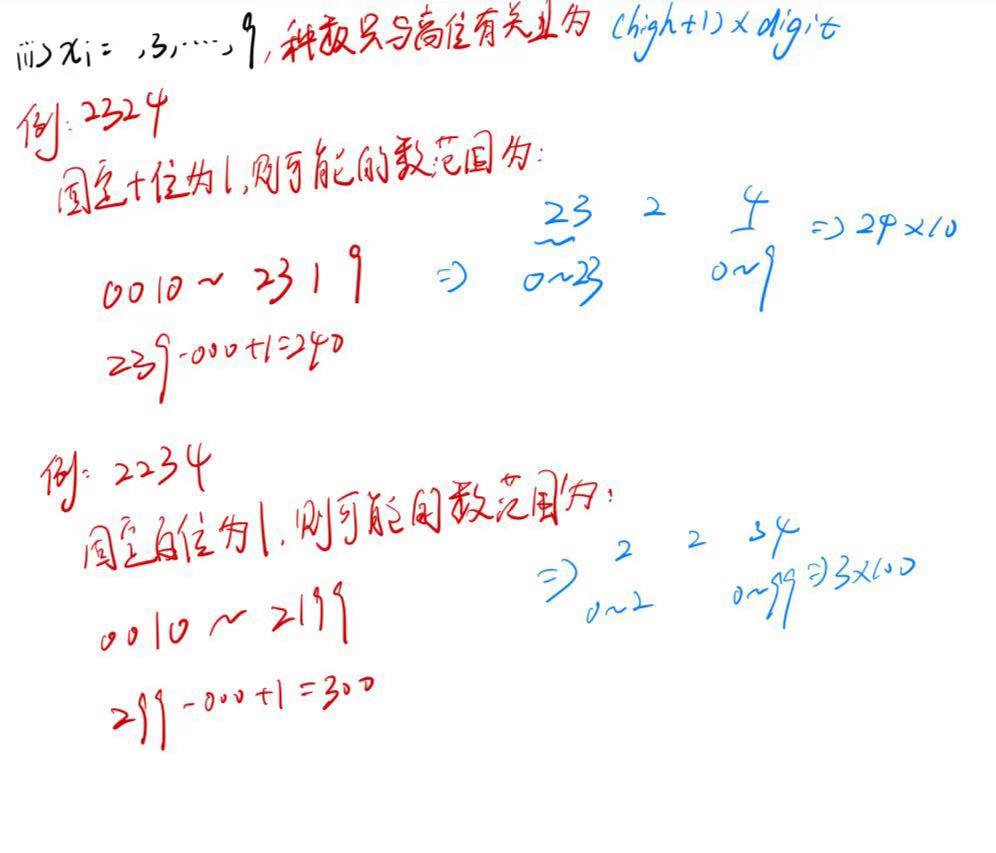 iii) xi = ,3,...,9, 种数只与高位有关且为 (high+1)×digit
例: 2324
固定十位为1,则可能的数范围为:
23 2 4 => 24×10
0010 ~ 2319 => 0~23 0~9
239-000+1=240
例: 2234
固定百位为1,则可能的数范围为:
2 2 34
0010 ~ 2199 => 0~2 0~99 => 3×100
299-000+1=300